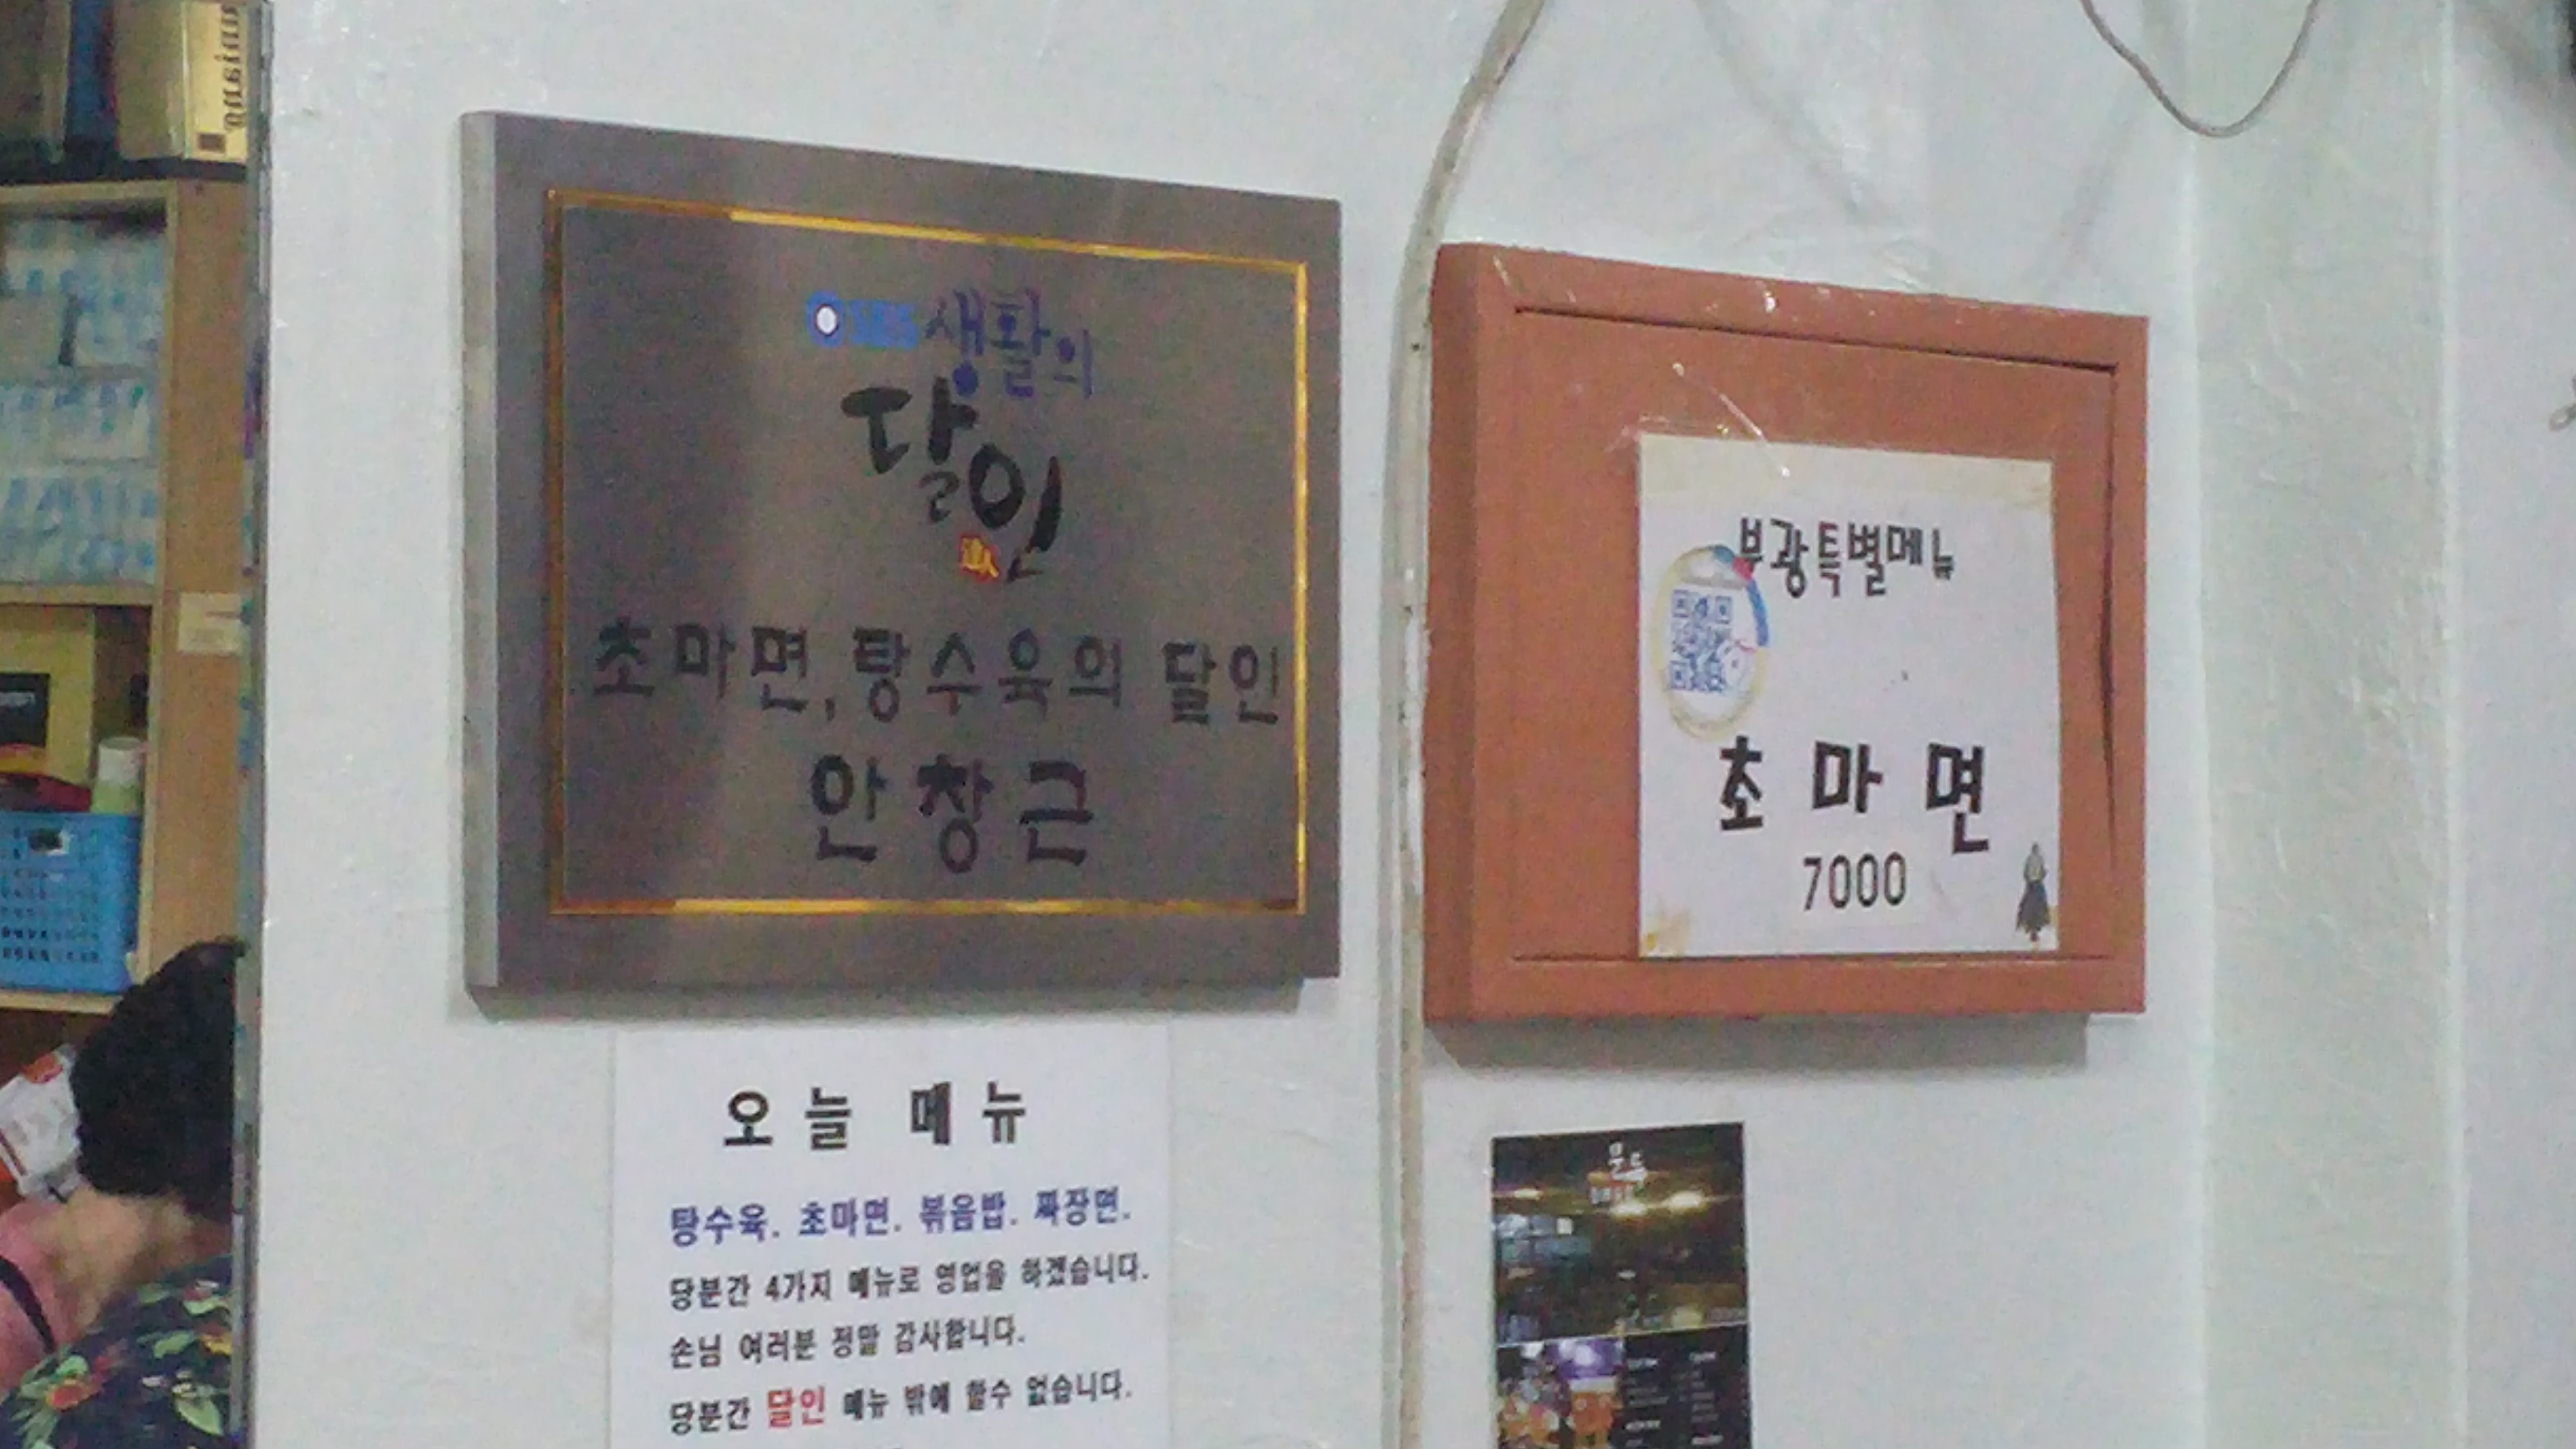 SBS 생활의
달인
초마면, 탕수육의 달인
안창근
부광특별메뉴
초마면
7000
오늘 메뉴
탕수육. 초마면. 볶음밥. 짜장면.
당분간 4가지 메뉴로 영업을 하겠습니다.
손님 여러분 정말 감사합니다.
당분간 달인 메뉴 밖에 할수 없습니다.